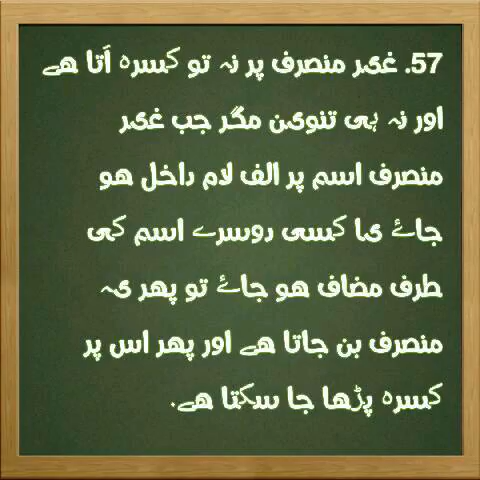 57. غیر منصرف پر نہ تو کسرہ آتا ھے
اور نہ ہی تنوین مگر جب غیر
منصرف اسم پر الف لام داخل ھو
جائے یا کسی دوسرے اسم کی
طرف مضاف ھو جائے تو پھر یہ
منصرف بن جاتا ھے اور پھر اس پر
کسرہ پڑھا جا سکتا ھے.